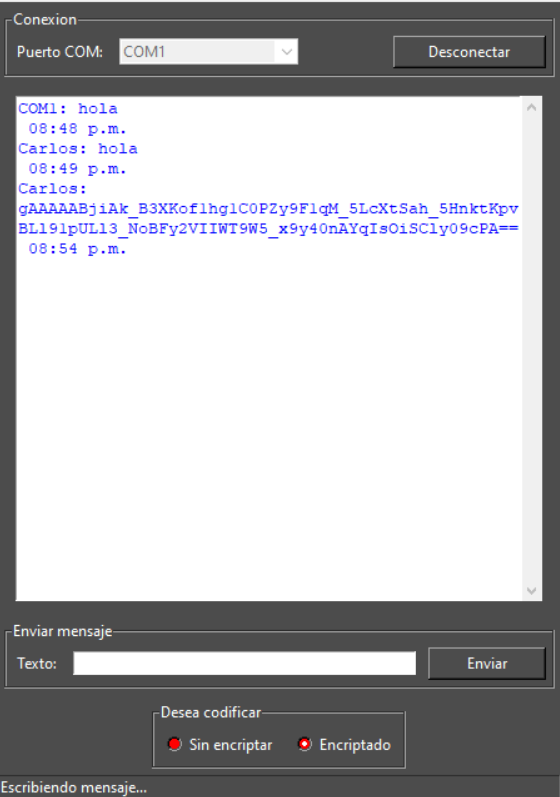 Conexion
Puerto COM: COM1 Desconectar
COM1: hola
08:48 p.m.
Carlos: hola
08:49 p.m.
Carlos:
gAAAAABjiAk_B3XKof1hg1C0PZy9F1qM_5LcXtSah_5HnktKpv
BL191pULl3_NoBFy2VIIWT9W5_x9y40nAYqIsOiSCly09cPA==
08:54 p.m.
Enviar mensaje
Texto: Enviar
Desea codificar
Sin encriptar Encriptado
Escribiendo mensaje...